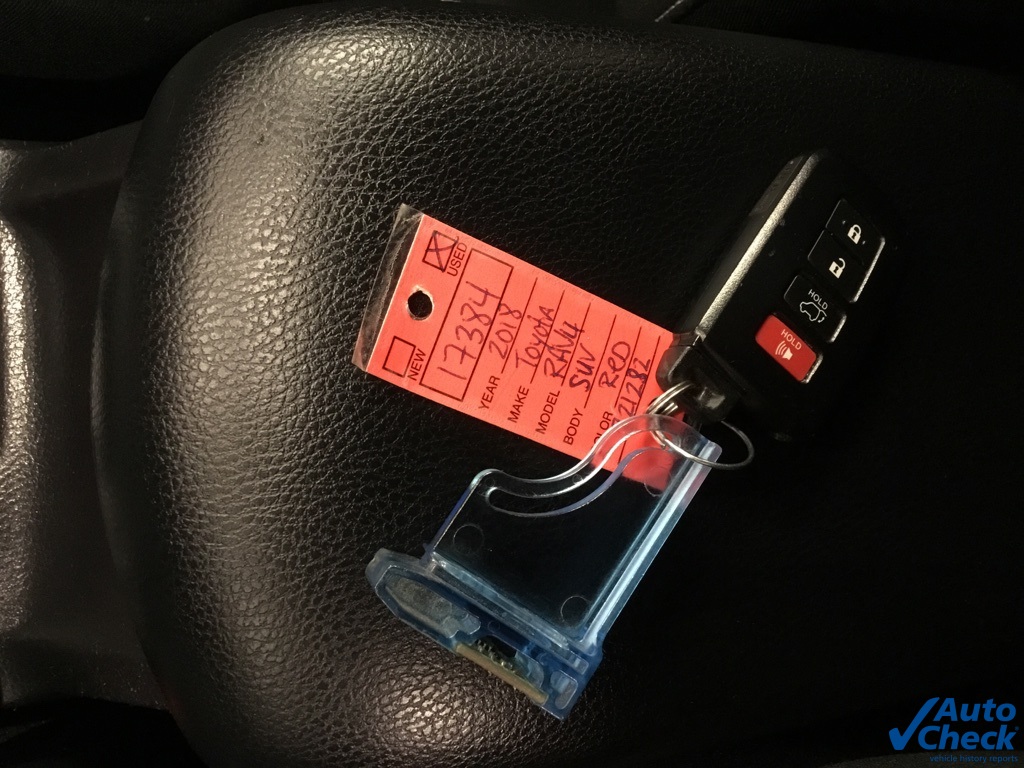 USED
NEW
17384
YEAR 2018
MAKE Toyota
MODEL RAV4
BODY SUV
OLOR RED
21282
HOLD
HOLD
Auto
Check
vehicle history reports